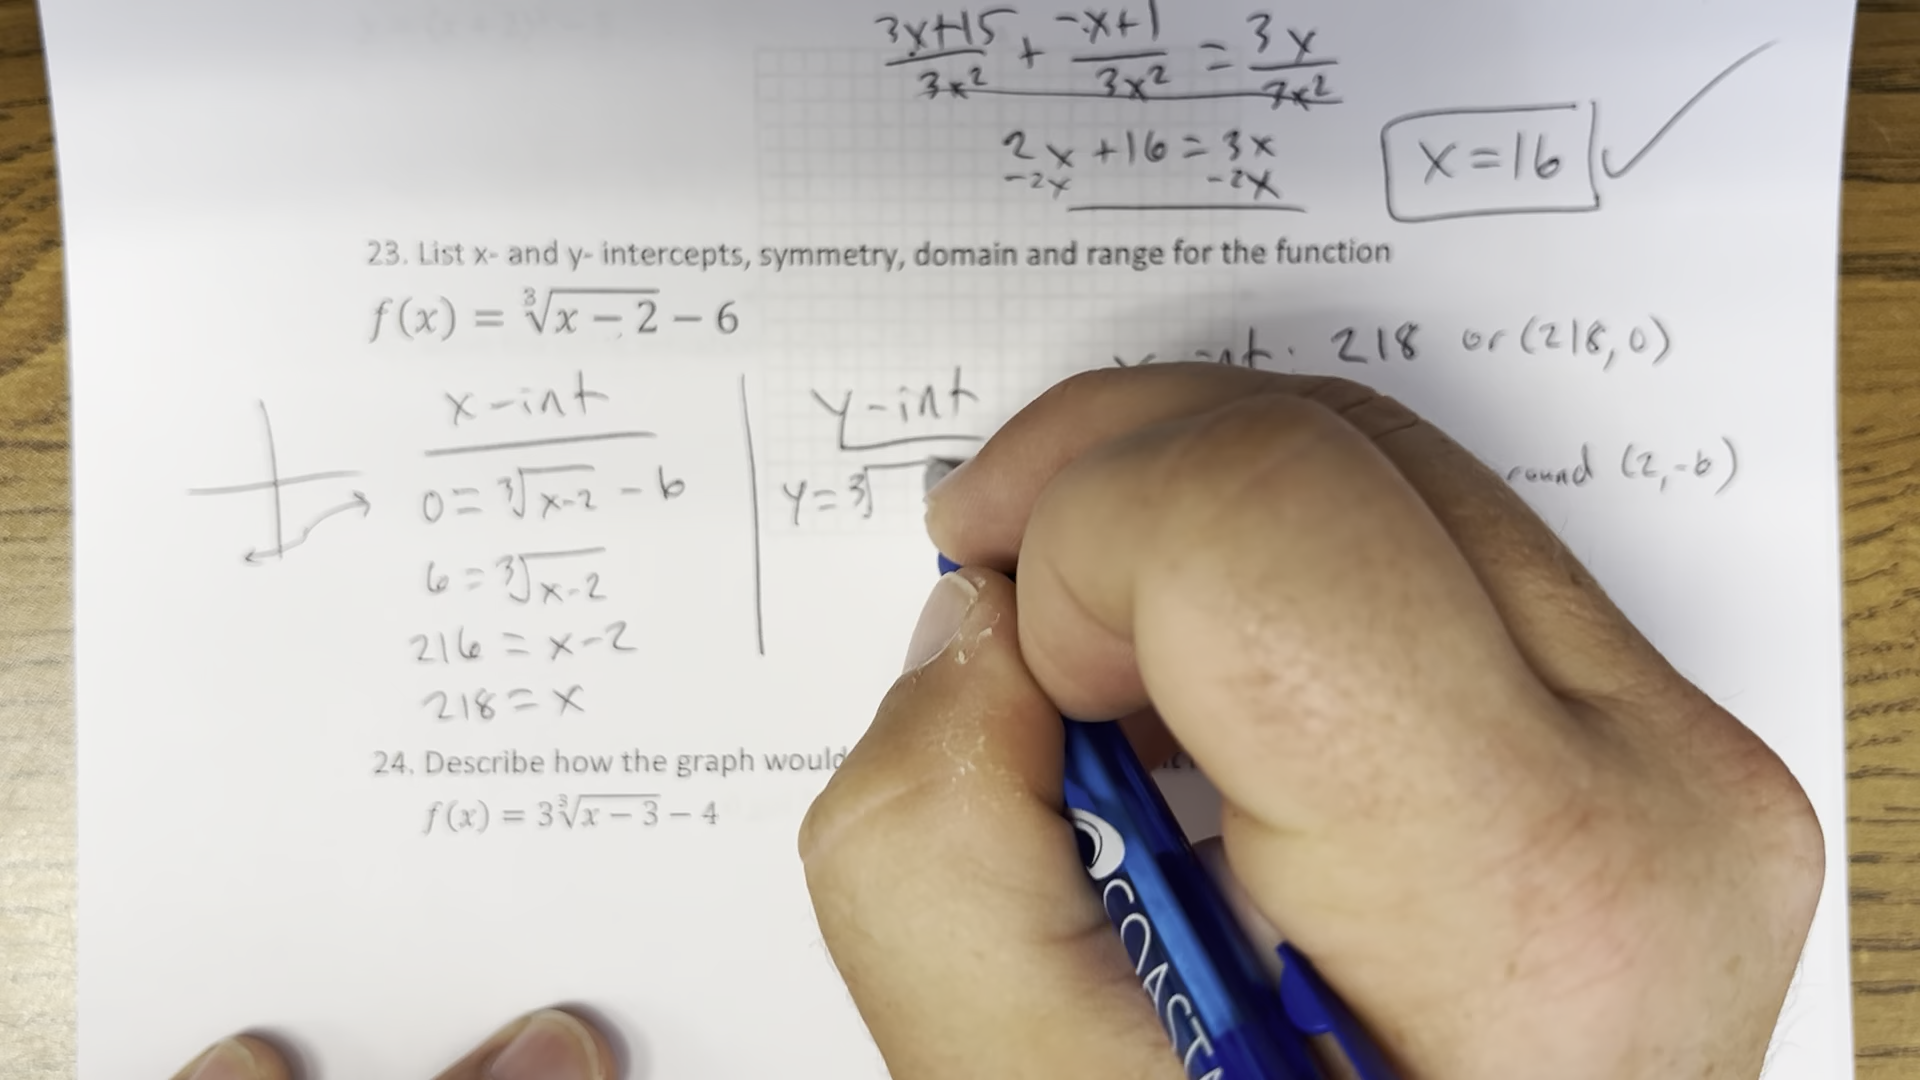 3x+15/3x² + -x+1/3x² = 3x/3x²
2x +16 = 3x
-2x -2x
x=16
23. List x- and y- intercepts, symmetry, domain and range for the function
f(x) = ∛(x − 2) − 6
218 or (218, 0)
x-int
0 = ∛(x-2) - 6
6 = ∛(x-2)
216 = x-2
218 = x
y-int
y = 3√
(2,-6)
24. Describe how the graph would
f(x) = 3∛(x − 3) − 4
COAST